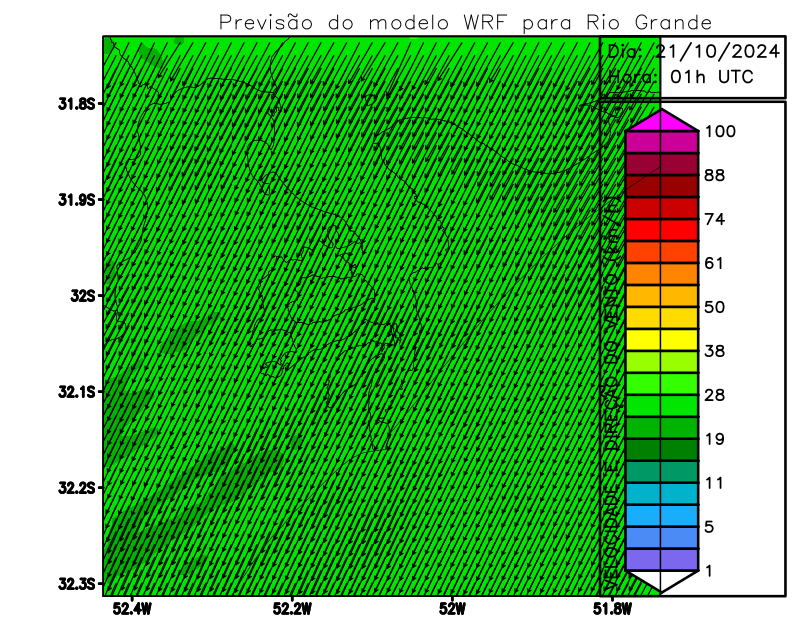 Previsão do modelo WRF para Rio Grande
Dia: 21/10/2024
Hora: 01h UTC
31.8S
31.9S
32S
32.1S
32.2S
32.3S
52.4W
52.2W
52W
51.8W
VELOCIDADE E DIREÇÃO DO VENTO (km/h)
100
88
74
61
50
38
28
19
11
5
1